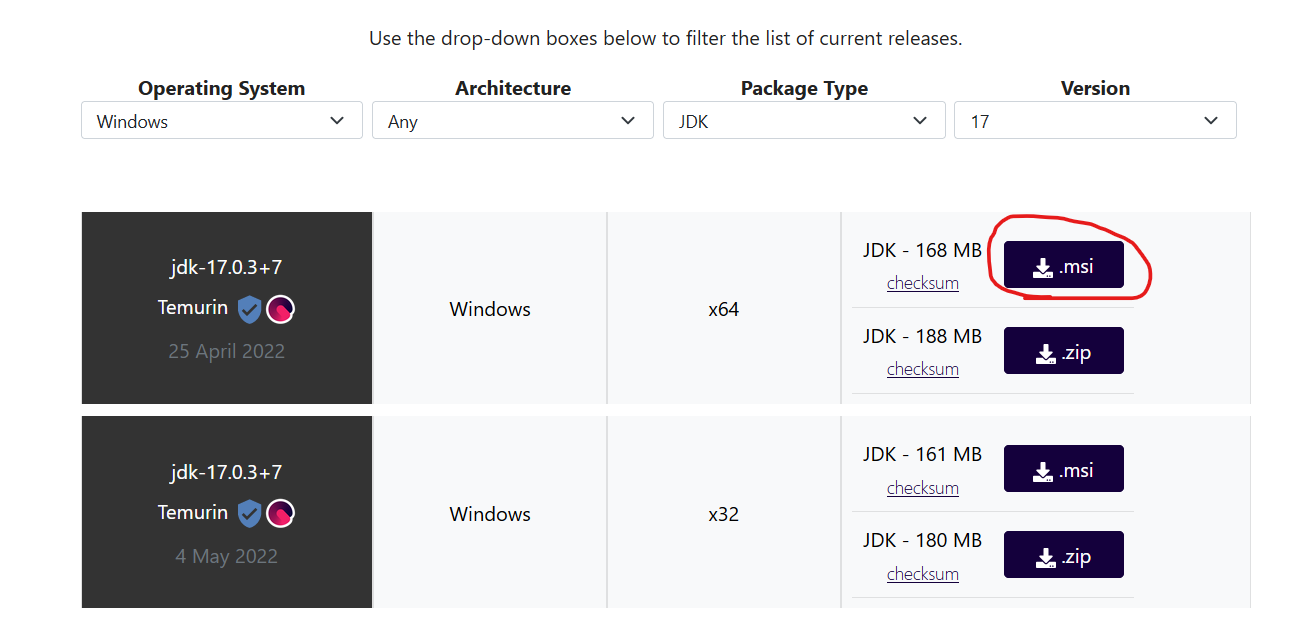 Use the drop-down boxes below to filter the list of current releases.
Operating System Architecture Package Type Version
Windows Any JDK 17
jdk-17.0.3+7
Temurin
25 April 2022
Windows
x64
JDK - 168 MB
checksum
.msi
JDK - 188 MB
checksum
.zip
jdk-17.0.3+7
Temurin
4 May 2022
Windows
x32
JDK - 161 MB
checksum
.msi
JDK - 180 MB
checksum
.zip